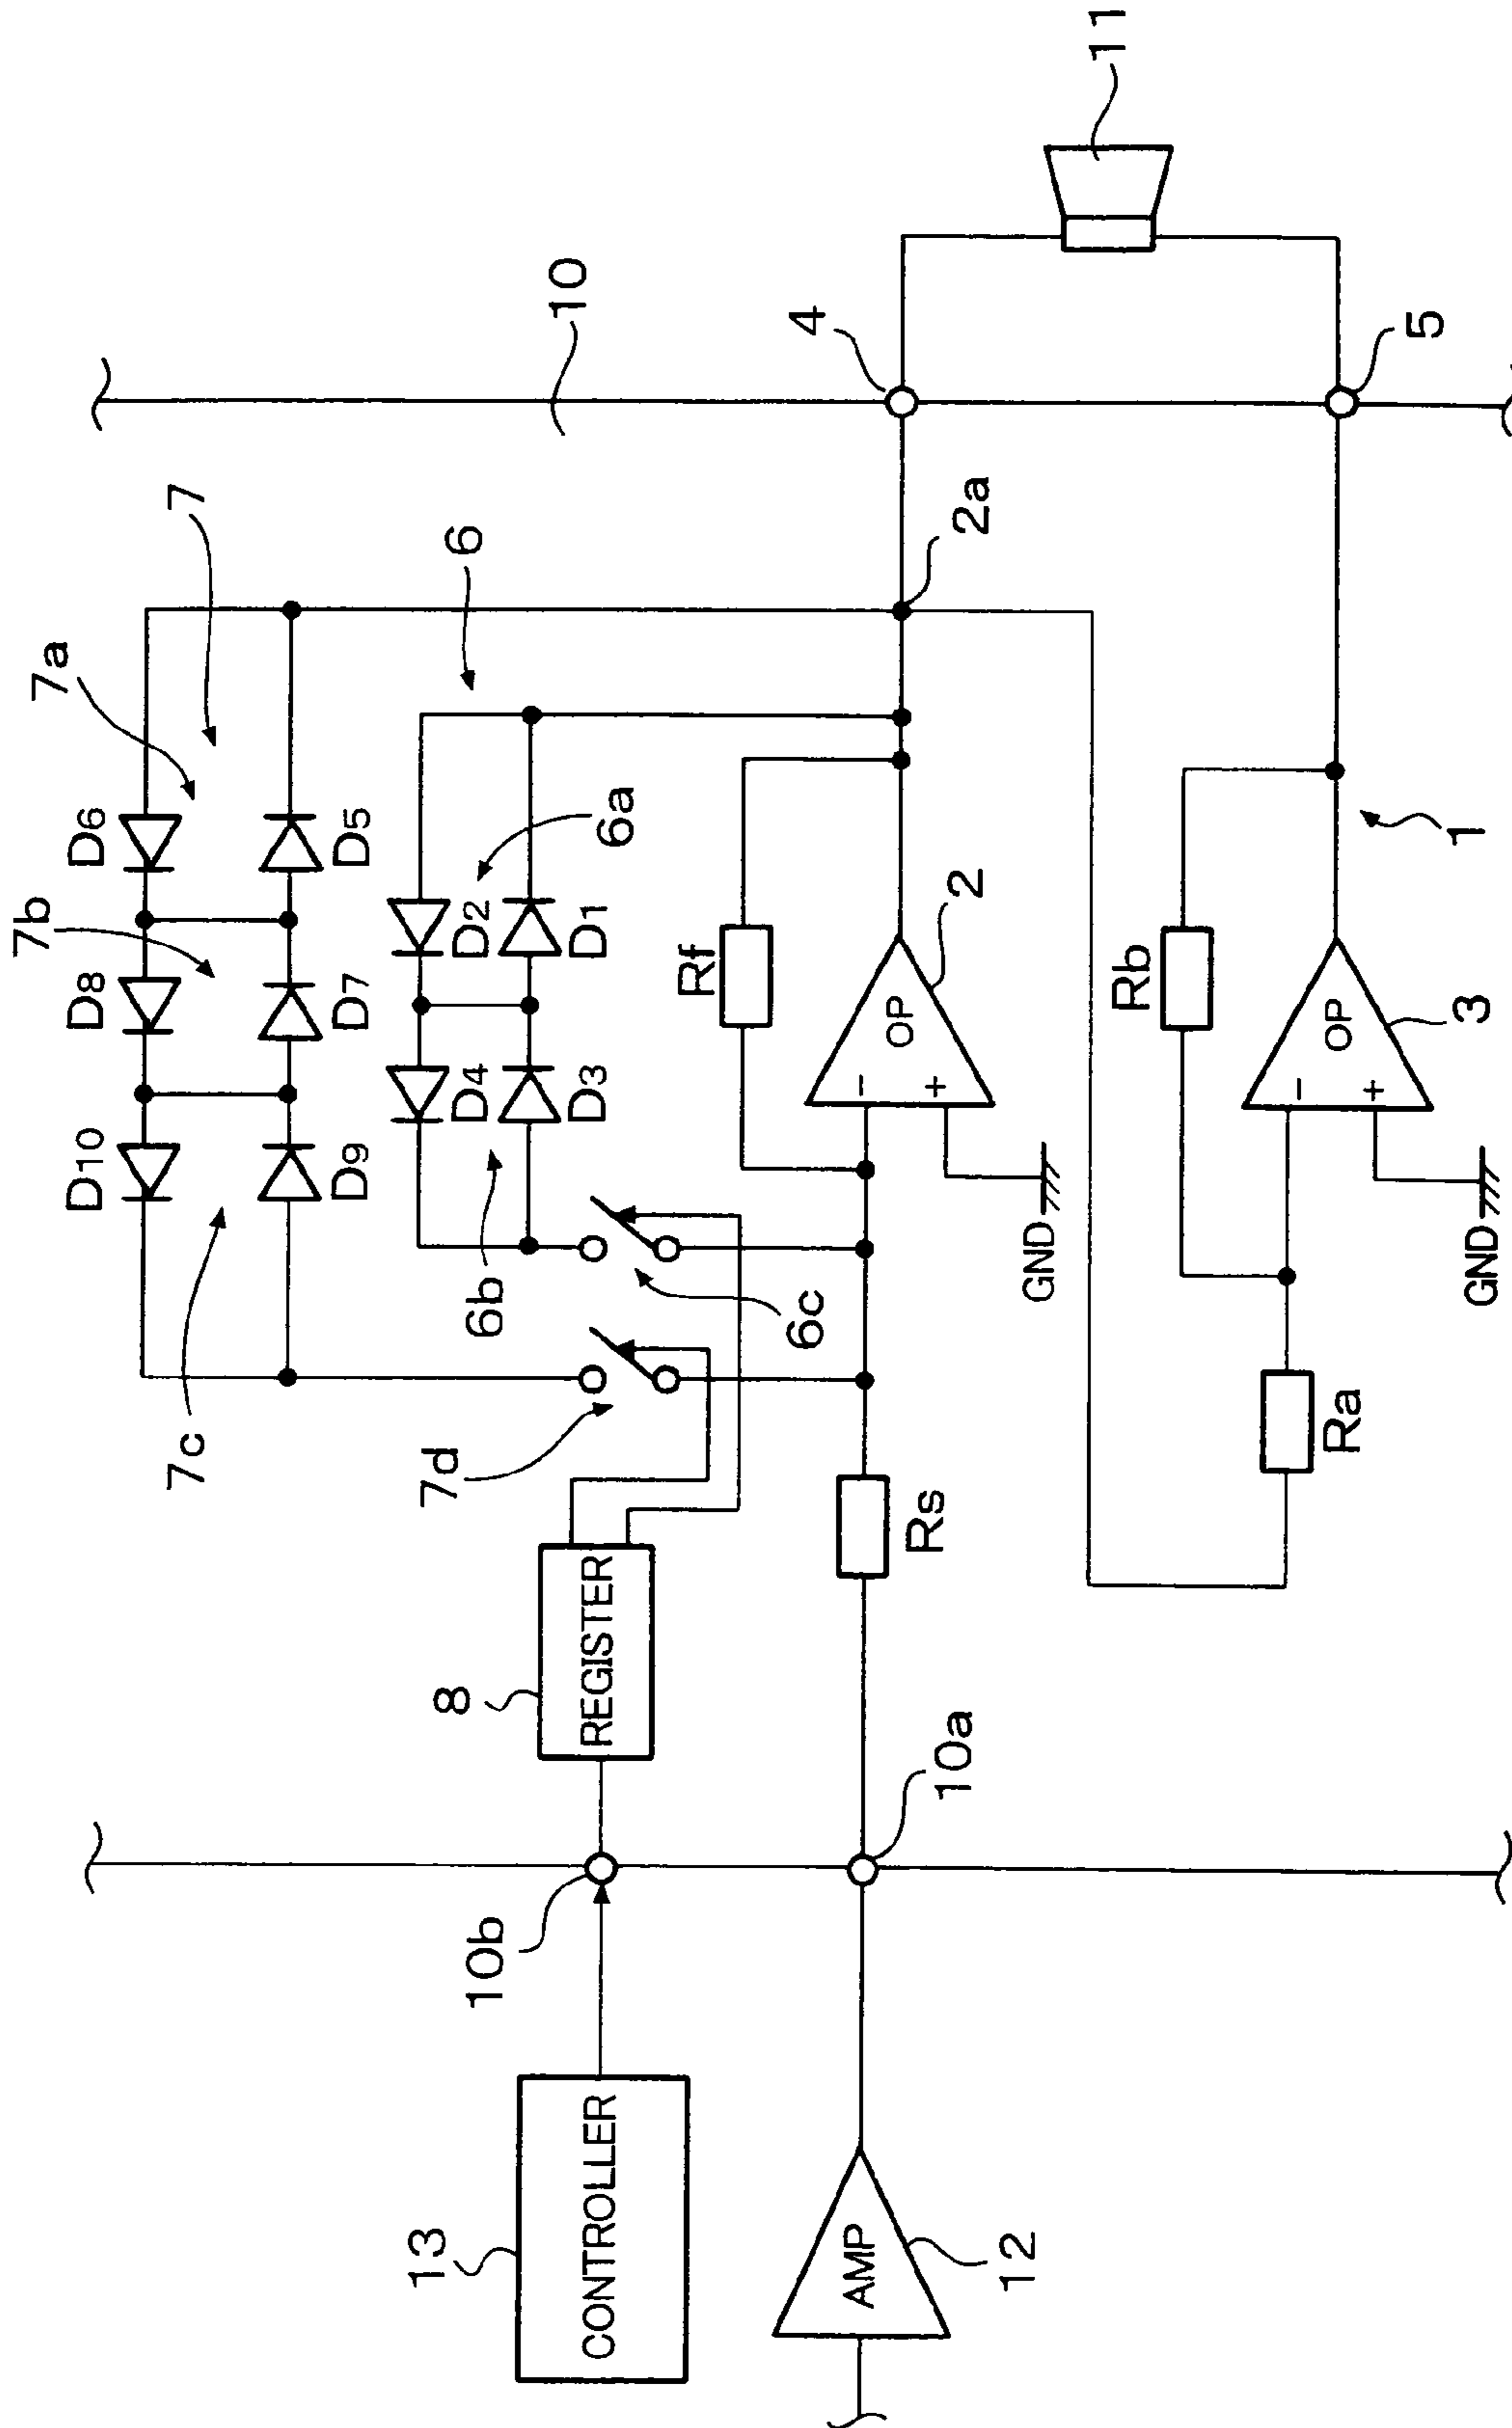 7
7a
D6
D5
7b
D8
D7
D10
D9
7c
6
6a
D2
D1
D4
D3
6b
6c
7d
10
4
2a
11
5
Rf
OP
−
+
2
GND
Rb
OP
−
+
3
GND
1
Ra
Rs
8
REGISTER
10b
10a
13
CONTROLLER
AMP
12